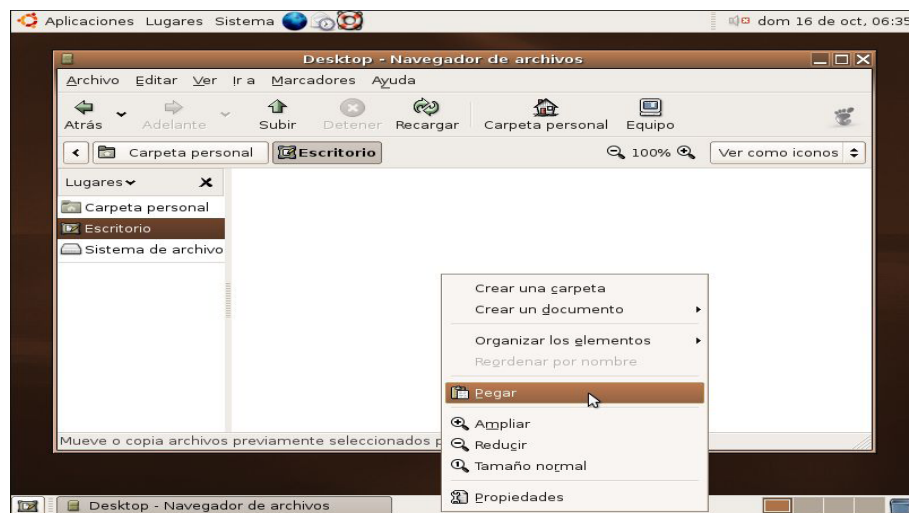 Aplicaciones Lugares Sistema dom 16 de oct, 06:35
Desktop - Navegador de archivos
Archivo Editar Ver Ir a Marcadores Ayuda
Atrás Adelante Subir Detener Recargar Carpeta personal Equipo
Carpeta personal Escritorio 100% Ver como iconos
Lugares
Carpeta personal
Escritorio
Sistema de archivo
Crear una carpeta
Crear un documento
Organizar los elementos
Reordenar por nombre
Pegar
Ampliar
Reducir
Tamaño normal
Propiedades
Mueve o copia archivos previamente seleccionados p
Desktop - Navegador de archivos